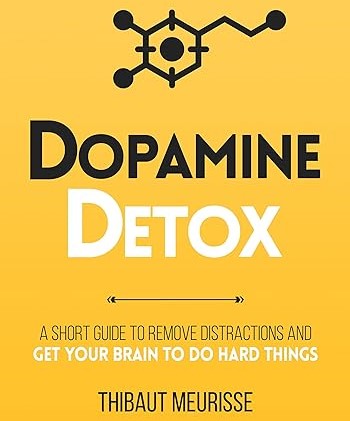 DOPAMINE
DETOX
A SHORT GUIDE TO REMOVE DISTRACTIONS AND
GET YOUR BRAIN TO DO HARD THINGS
THIBAUT MEURISSE